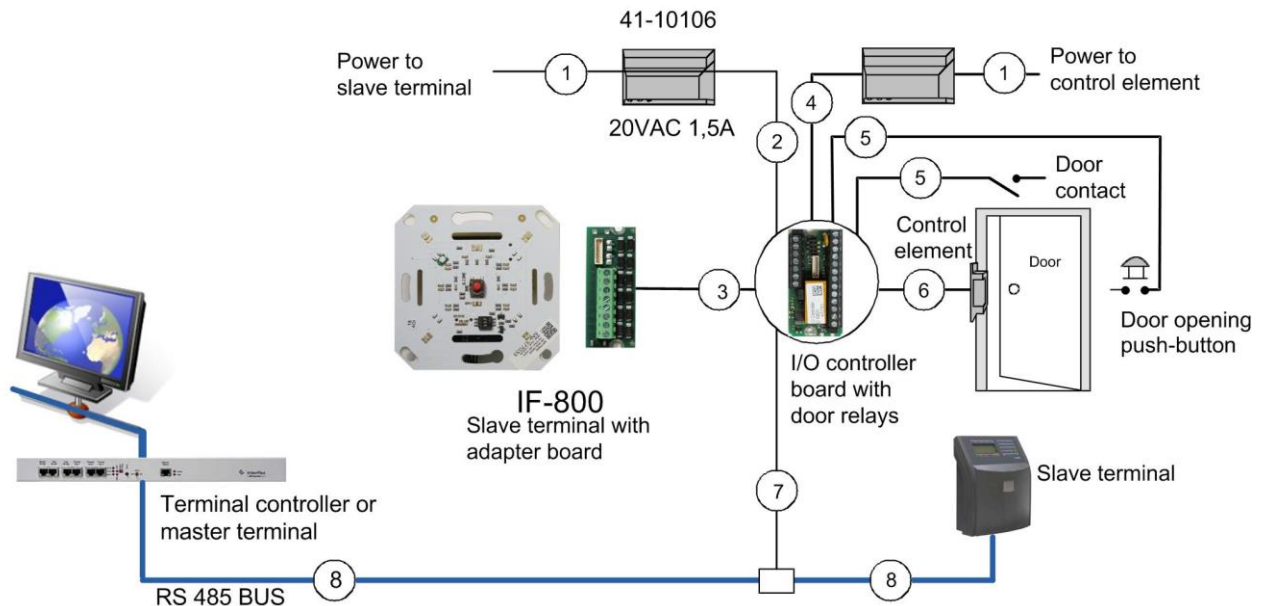 41-10106
Power to
slave terminal
1
20VAC 1,5A
4
1
Power to
control element
2
5
5
Door
contact
Control
element
Door
3
6
Door opening
push-button
I/O controller
board with
door relays
IF-800
Slave terminal with
adapter board
7
Slave terminal
Terminal controller or
master terminal
8
8
RS 485 BUS